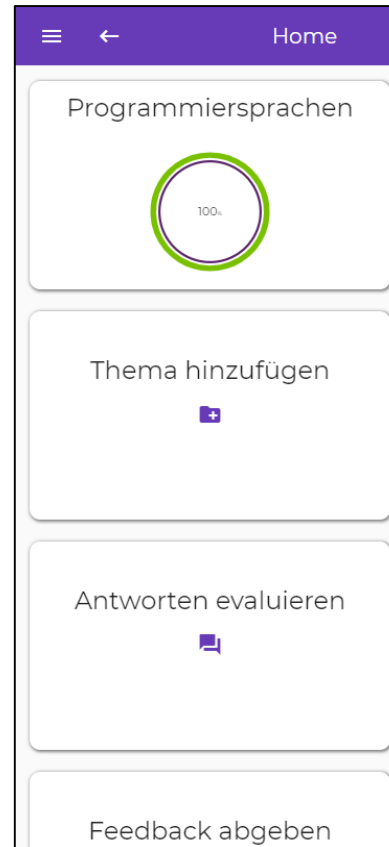 Home
Programmiersprachen
100%
Thema hinzufügen
Antworten evaluieren
Feedback abgeben